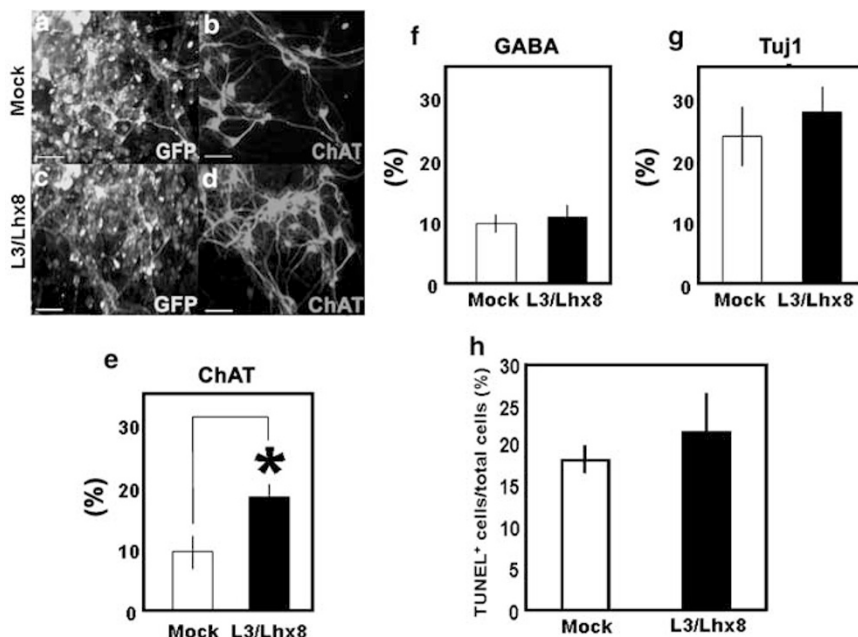 a
b
Mock
GFP
ChAT
c
d
L3/Lhx8
GFP
ChAT
f
GABA
(%)
30
20
10
0
Mock L3/Lhx8
g
Tuj1
(%)
30
20
10
0
Mock L3/Lhx8
e
ChAT
(%)
30
20
10
0
*
Mock L3/Lhx8
h
TUNEL⁺ cells/total cells (%)
30
25
20
15
10
5
0
Mock L3/Lhx8